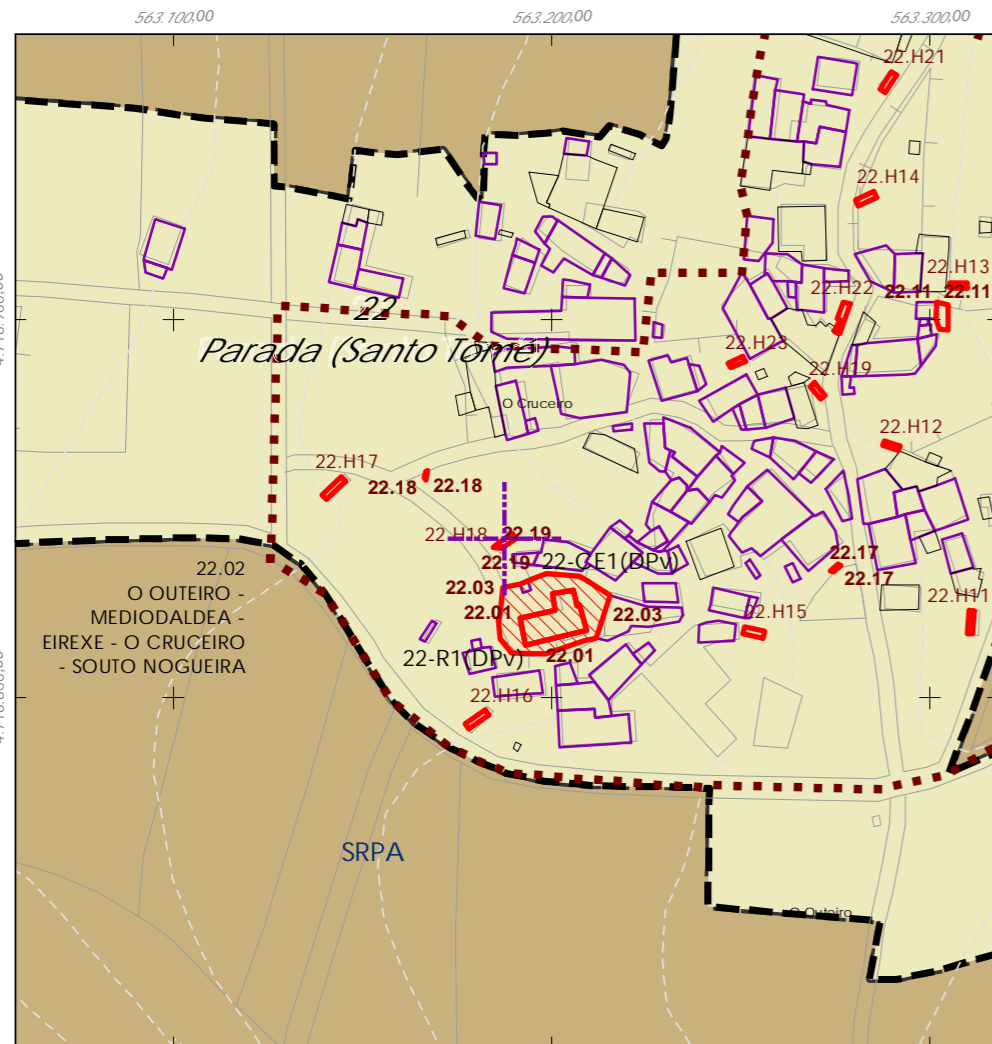 563.100,00
563.200,00
563.300,00
22.H21
22.H14
22.H13
22.H22
22.11
22.11
22
Parada (Santo Tomé)
22.H23
22.H19
O Cruceiro
22.H12
22.H17
22.18
22.18
22.H18
22.19
22.19
22-CE1(DPv)
22.17
22.17
22.02
O OUTEIRO -
MEDIODALDEA -
EIREXE - O CRUCEIRO
- SOUTO NOGUEIRA
22.03
22.01
22.03
22.H15
22.H11
22-R1(DPv)
22.01
22.H16
SRPA
O Outeiro